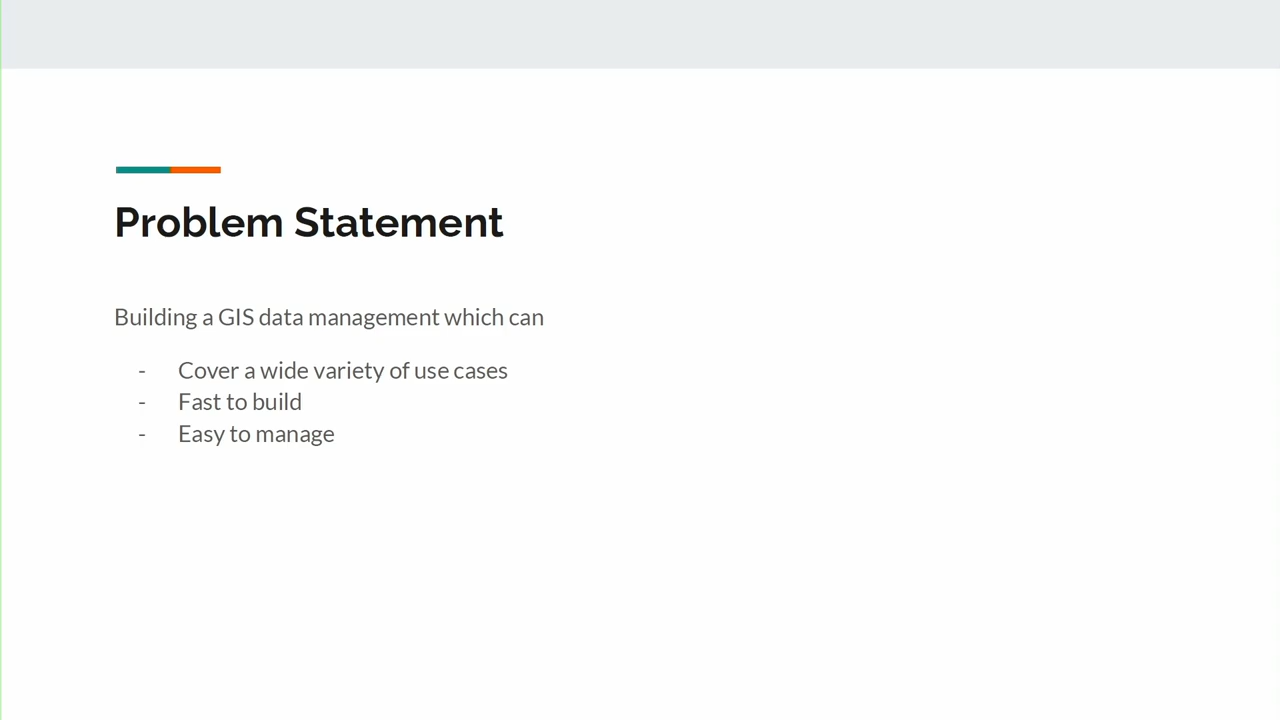 Problem Statement
Building a GIS data management which can
- Cover a wide variety of use cases
- Fast to build
- Easy to manage